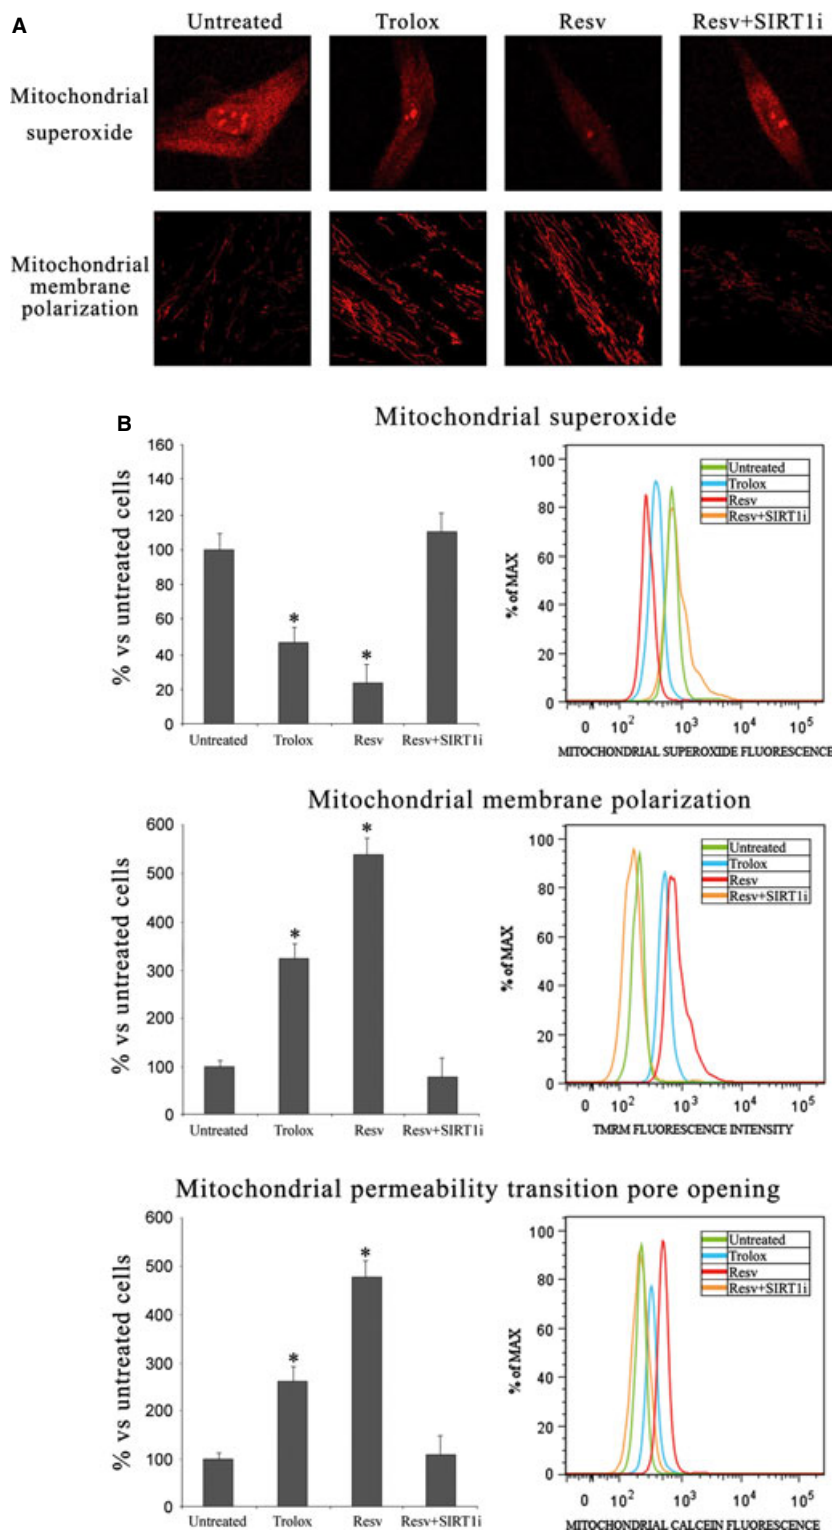 A
Untreated Trolox Resv Resv+SIRT1i
Mitochondrial
superoxide
Mitochondrial
membrane
polarization
B
Mitochondrial superoxide
% vs untreated cells
160
140
120
100
80
60
40
20
0
* *
Untreated Trolox Resv Resv+SIRT1i
% of MAX
100
80
60
40
20
0
Untreated
Trolox
Resv
Resv+SIRT1i
0 10² 10³ 10⁴ 10⁵
MITOCHONDRIAL SUPEROXIDE FLUORESCENCE
Mitochondrial membrane polarization
% vs untreated cells
600
500
400
300
200
100
0
* *
Untreated Trolox Resv Resv+SIRT1i
% of MAX
100
80
60
40
20
0
Untreated
Trolox
Resv
Resv+SIRT1i
0 10² 10³ 10⁴ 10⁵
TMRM FLUORESCENCE INTENSITY
Mitochondrial permeability transition pore opening
% vs untreated cells
600
500
400
300
200
100
0
* *
Untreated Trolox Resv Resv+SIRT1i
% of MAX
100
80
60
40
20
0
Untreated
Trolox
Resv
Resv+SIRT1i
0 10² 10³ 10⁴ 10⁵
MITOCHONDRIAL CALCEIN FLUORESCENCE